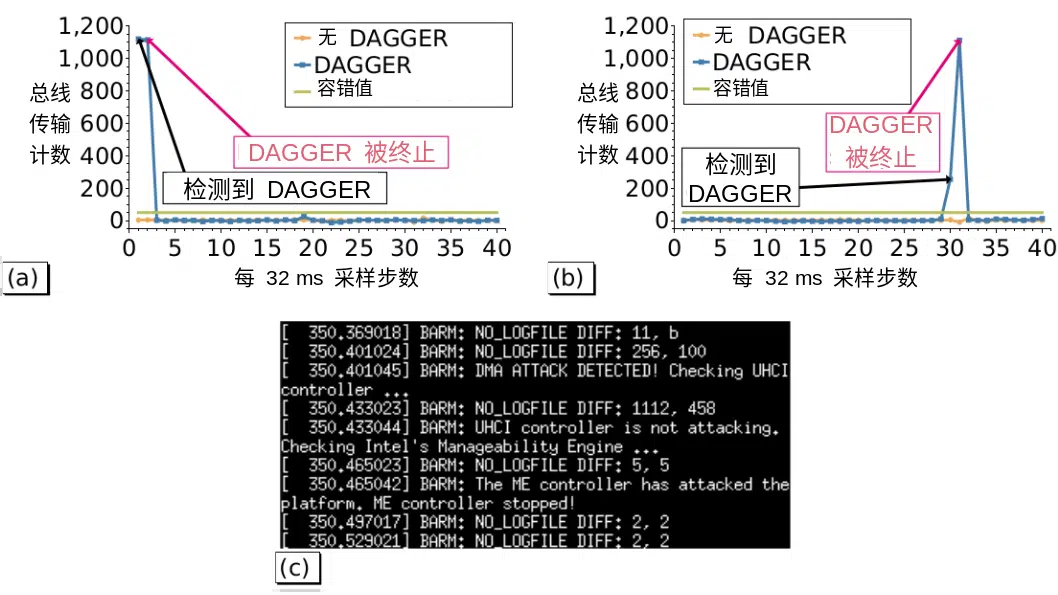 1,200
1,000
800
600
400
200
0
总线
传输
计数
无 DAGGER
DAGGER
容错值
DAGGER 被终止
检测到 DAGGER
0 5 10 15 20 25 30 35 40
每 32 ms 采样步数
(a)
1,200
1,000
800
600
400
200
0
总线
传输
计数
无 DAGGER
DAGGER
容错值
DAGGER
被终止
检测到
DAGGER
0 5 10 15 20 25 30 35 40
每 32 ms 采样步数
(b)
[ 350.369018] BARM: NO_LOGFILE DIFF: 11, b
[ 350.401024] BARM: NO_LOGFILE DIFF: 256, 100
[ 350.401045] BARM: DMA ATTACK DETECTED! Checking UHCI
controller ...
[ 350.433023] BARM: NO_LOGFILE DIFF: 1112, 458
[ 350.433044] BARM: UHCI controller is not attacking.
Checking Intel's Manageability Engine ...
[ 350.465023] BARM: NO_LOGFILE DIFF: 5, 5
[ 350.465042] BARM: The ME controller has attacked the
platform. ME controller stopped!
[ 350.497017] BARM: NO_LOGFILE DIFF: 2, 2
[ 350.529021] BARM: NO_LOGFILE DIFF: 2, 2
(c)